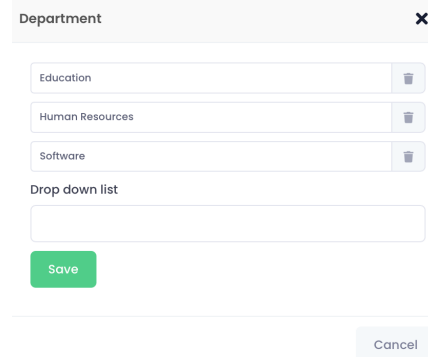 Department
Education
Human Resources
Software
Drop down list
Save
Cancel